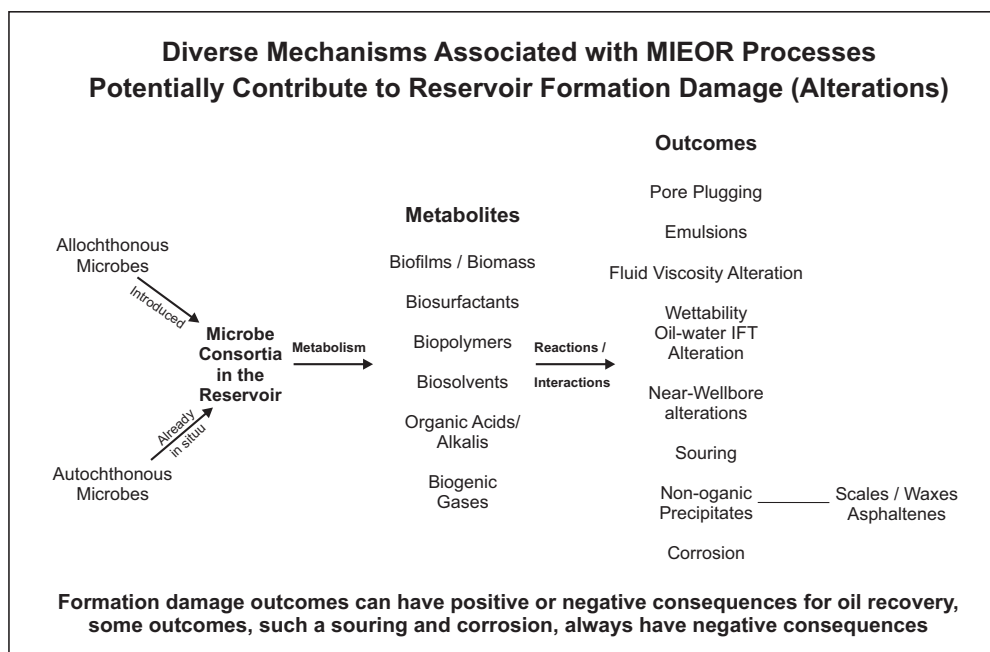 Diverse Mechanisms Associated with MIEOR Processes
Potentially Contribute to Reservoir Formation Damage (Alterations)
Allochthonous
Microbes
Introduced
Microbe
Consortia
in the
Reservoir
Already
in situu
Autochthonous
Microbes
Metabolism
Metabolites
Biofilms / Biomass
Biosurfactants
Biopolymers
Biosolvents
Organic Acids/
Alkalis
Biogenic
Gases
Reactions /
Interactions
Outcomes
Pore Plugging
Emulsions
Fluid Viscosity Alteration
Wettability
Oil-water IFT
Alteration
Near-Wellbore
alterations
Souring
Non-oganic
Precipitates
Scales / Waxes
Asphaltenes
Corrosion
Formation damage outcomes can have positive or negative consequences for oil recovery,
some outcomes, such a souring and corrosion, always have negative consequences